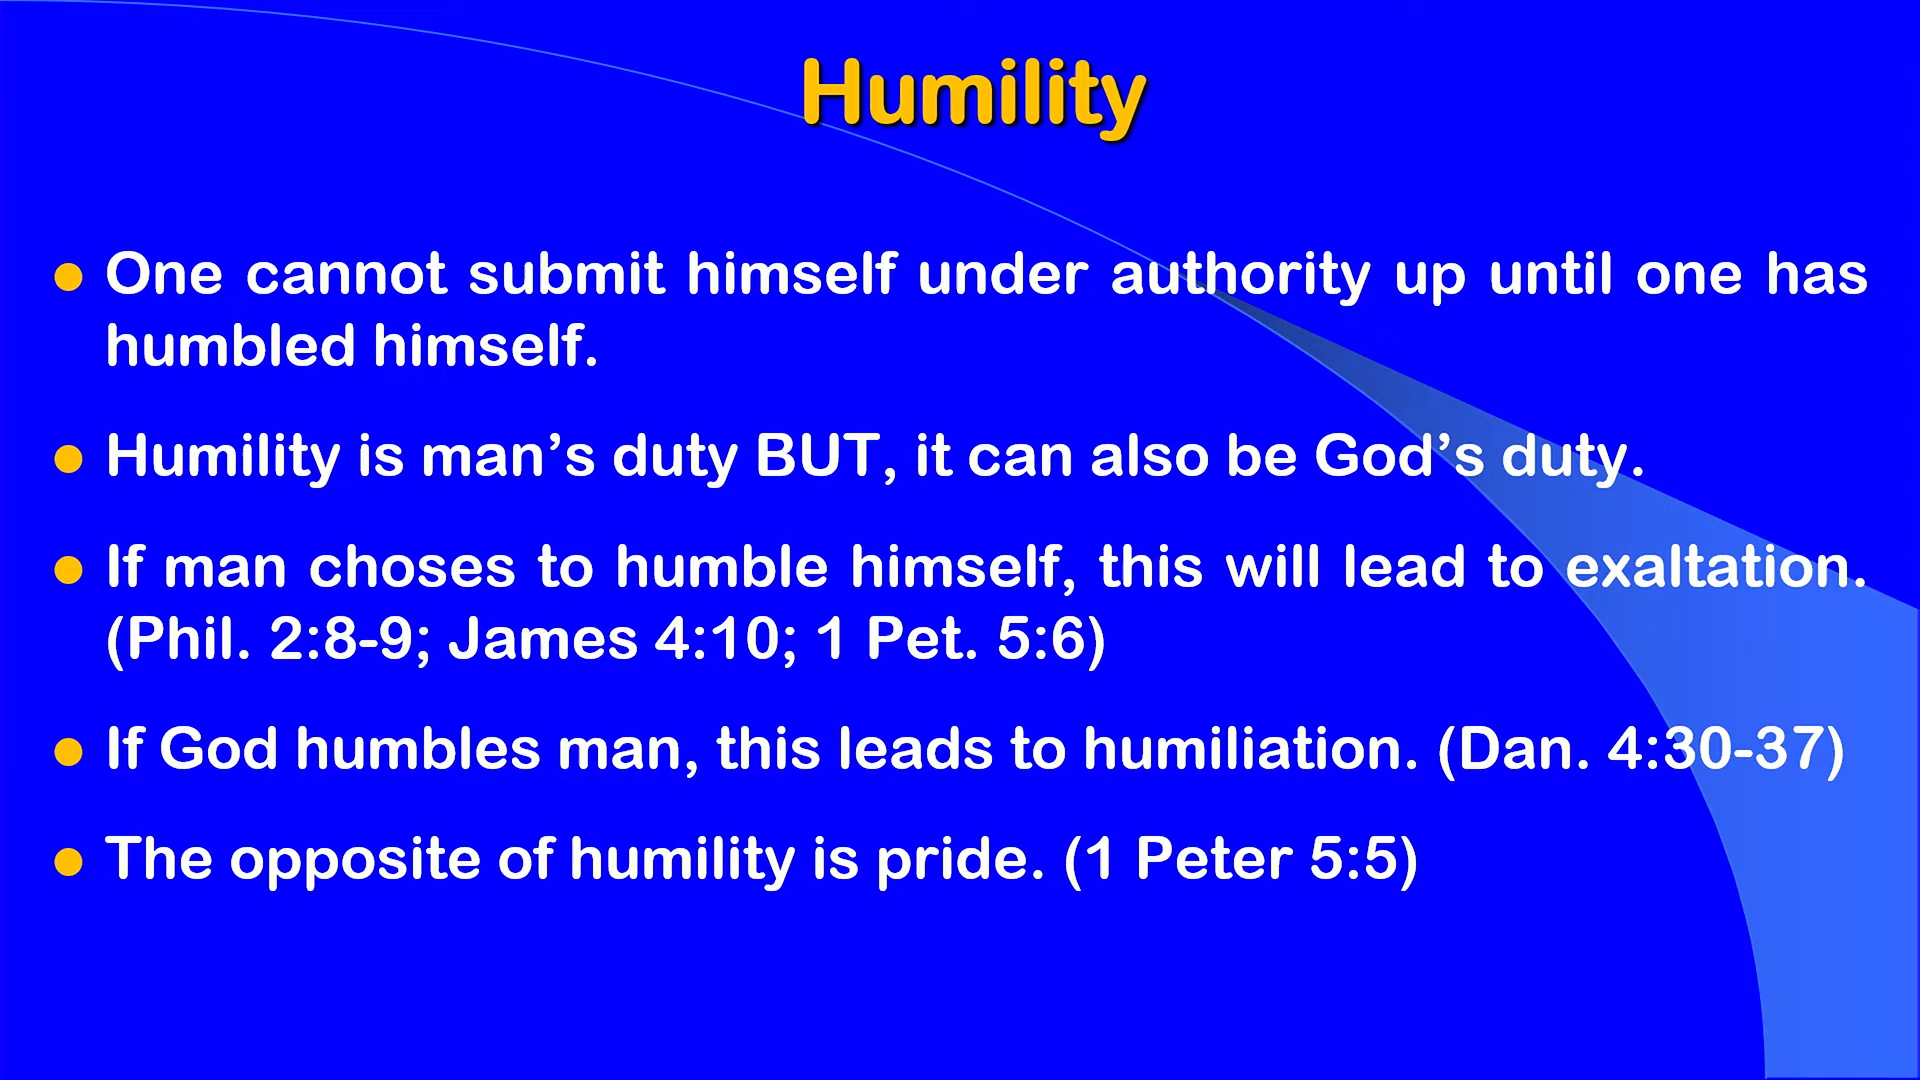 Humility
One cannot submit himself under authority up until one has
humbled himself.
Humility is man’s duty BUT, it can also be God’s duty.
If man choses to humble himself, this will lead to exaltation.
(Phil. 2:8-9; James 4:10; 1 Pet. 5:6)
If God humbles man, this leads to humiliation. (Dan. 4:30-37)
The opposite of humility is pride. (1 Peter 5:5)